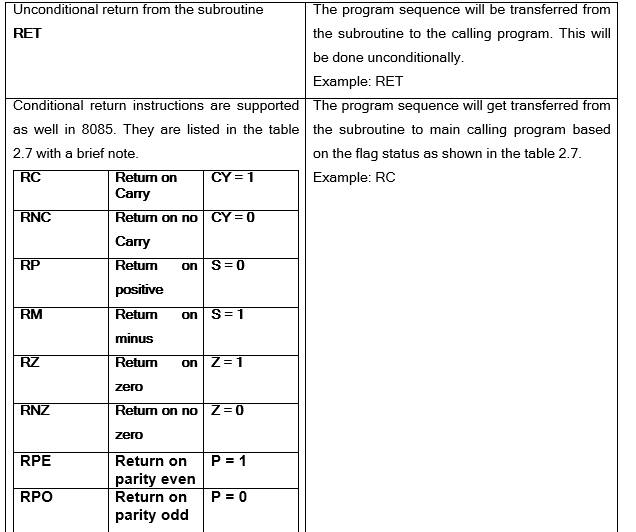 Unconditional return from the subroutine
RET
The program sequence will be transferred from
the subroutine to the calling program. This will
be done unconditionally.
Example: RET
Conditional return instructions are supported
as well in 8085. They are listed in the table
2.7 with a brief note.
RC Return on CY = 1
Carry
RNC Return on no CY = 0
Carry
RP Return on S = 0
positive
RM Return on S = 1
minus
RZ Return on Z = 1
zero
RNZ Return on no Z = 0
zero
RPE Return on P = 1
parity even
RPO Return on P = 0
parity odd
The program sequence will get transferred from
the subroutine to main calling program based
on the flag status as shown in the table 2.7.
Example: RC